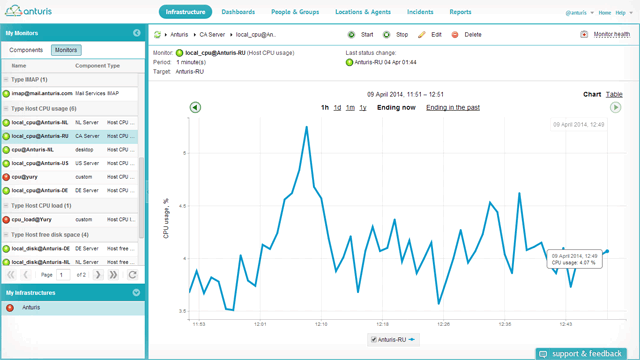 anturis
Infrastructure Dashboards People & Groups Locations & Agents Incidents Reports
@anturis Home Help
My Monitors
Components Monitors
Name Component Type
Type IMAP (1)
imap@mail.anturis.com Mail Services IMAP
Type Host CPU usage (6)
local_cpu@Anturis-NL NL Server Host CPU ...
local_cpu@Anturis-RU CA Server Host CPU ...
cpu@Anturis-NL desktop Host CPU ...
local_cpu@Anturis-US US Server Host CPU ...
cpu@yury custom Host CPU ...
local_cpu@Anturis-DE DE Server Host CPU ...
Type Host CPU load (1)
cpu_load@Yury custom Host CPU l...
Type Host free disk space (4)
local_disk@Anturis-DE DE Server Host free ...
local_disk@Anturis-NL NL Server Host free ...
Page 1 of 2
My Infrastructures
Anturis
Anturis CA Server local_cpu@An...
Start Stop Edit Delete
Monitor health
Monitor: local_cpu@Anturis-RU (Host CPU usage)
Period: 1 minute(s)
Target: Anturis-RU
Last status change:
Anturis-RU 04 Apr 01:44
09 April 2014, 11:51 – 12:51
Chart Table
1h 1d 1m 1y Ending now Ending in the past
09 April 2014, 12:49
CPU usage, %
5
4.5
4
3.5
09 April 2014, 12:49
CPU usage: 4.07 %
11:53 12:01 12:10 12:18 12:26 12:35 12:43
Anturis-RU
support & feedback